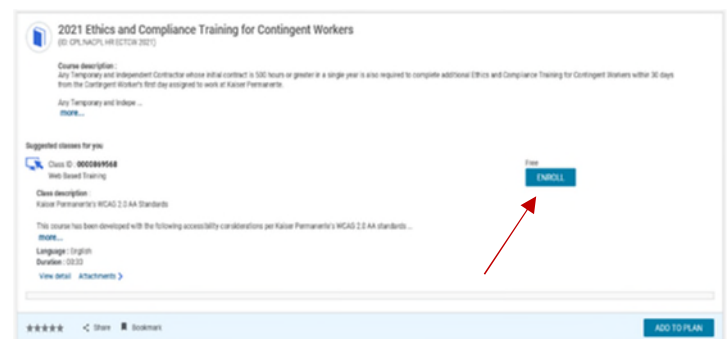 2021 Ethics and Compliance Training for Contingent Workers
(ID: CPL NACPL HR ECTCW 2021)
Course description :
Any Temporary and Independent Contractor whose initial contract is 500 hours or greater in a single year is also required to complete additional Ethics and Compliance Training for Contingent Workers within 30 days
from the Contingent Worker's first day assigned to work at Kaiser Permanente.
Any Temporary and Indepe ...
more...
Suggested classes for you
Class ID : 0000869568
Free
Web Based Training
ENROLL
Class description :
Kaiser Permanente's WCAG 2.0 AA Standards
This course has been developed with the following accessibility considerations per Kaiser Permanente's WCAG 2.0 AA standards ...
more...
Language : English
Duration : 00:30
View detail Attachments
Share Bookmark
ADD TO PLAN